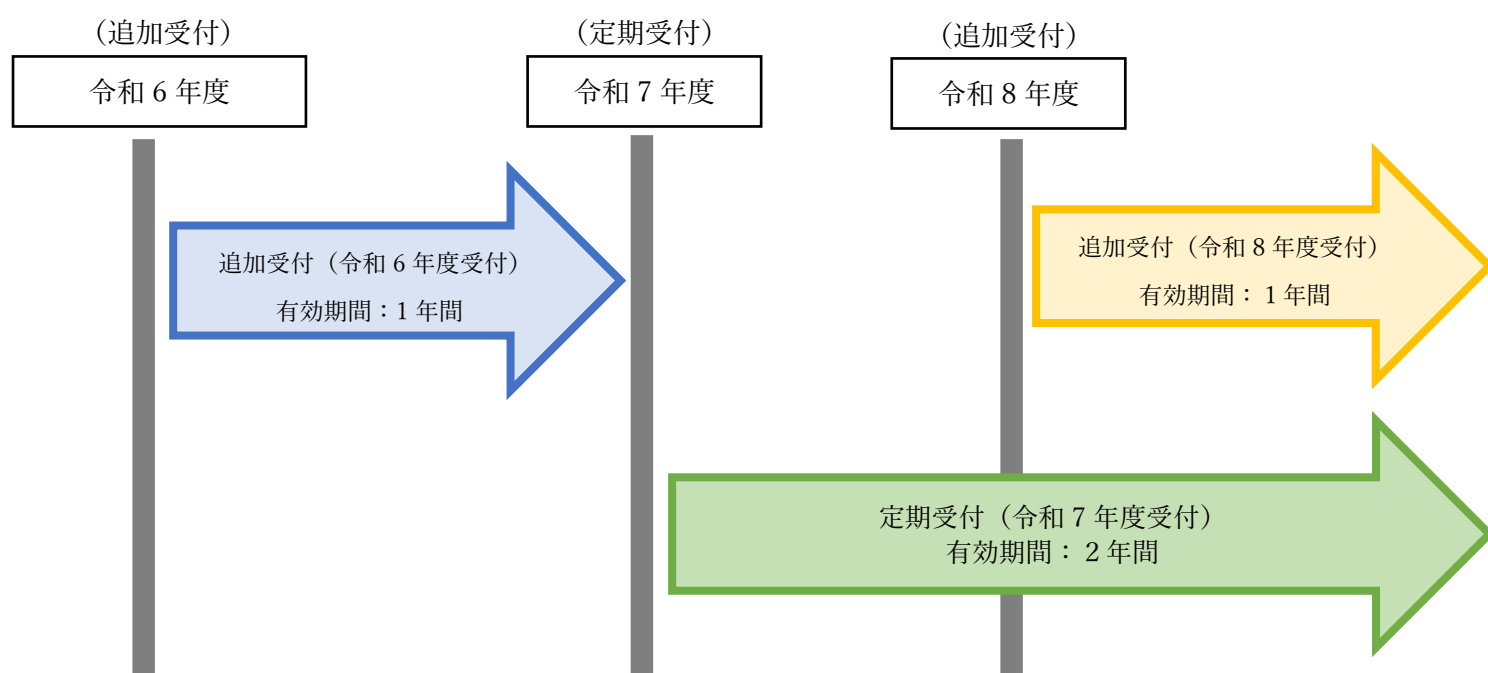 （追加受付）
（定期受付）
（追加受付）
令和 6 年度
令和 7 年度
令和 8 年度
追加受付（令和 6 年度受付）
有効期間：1 年間
追加受付（令和 8 年度受付）
有効期間： 1 年間
定期受付（令和 7 年度受付）
有効期間： 2 年間